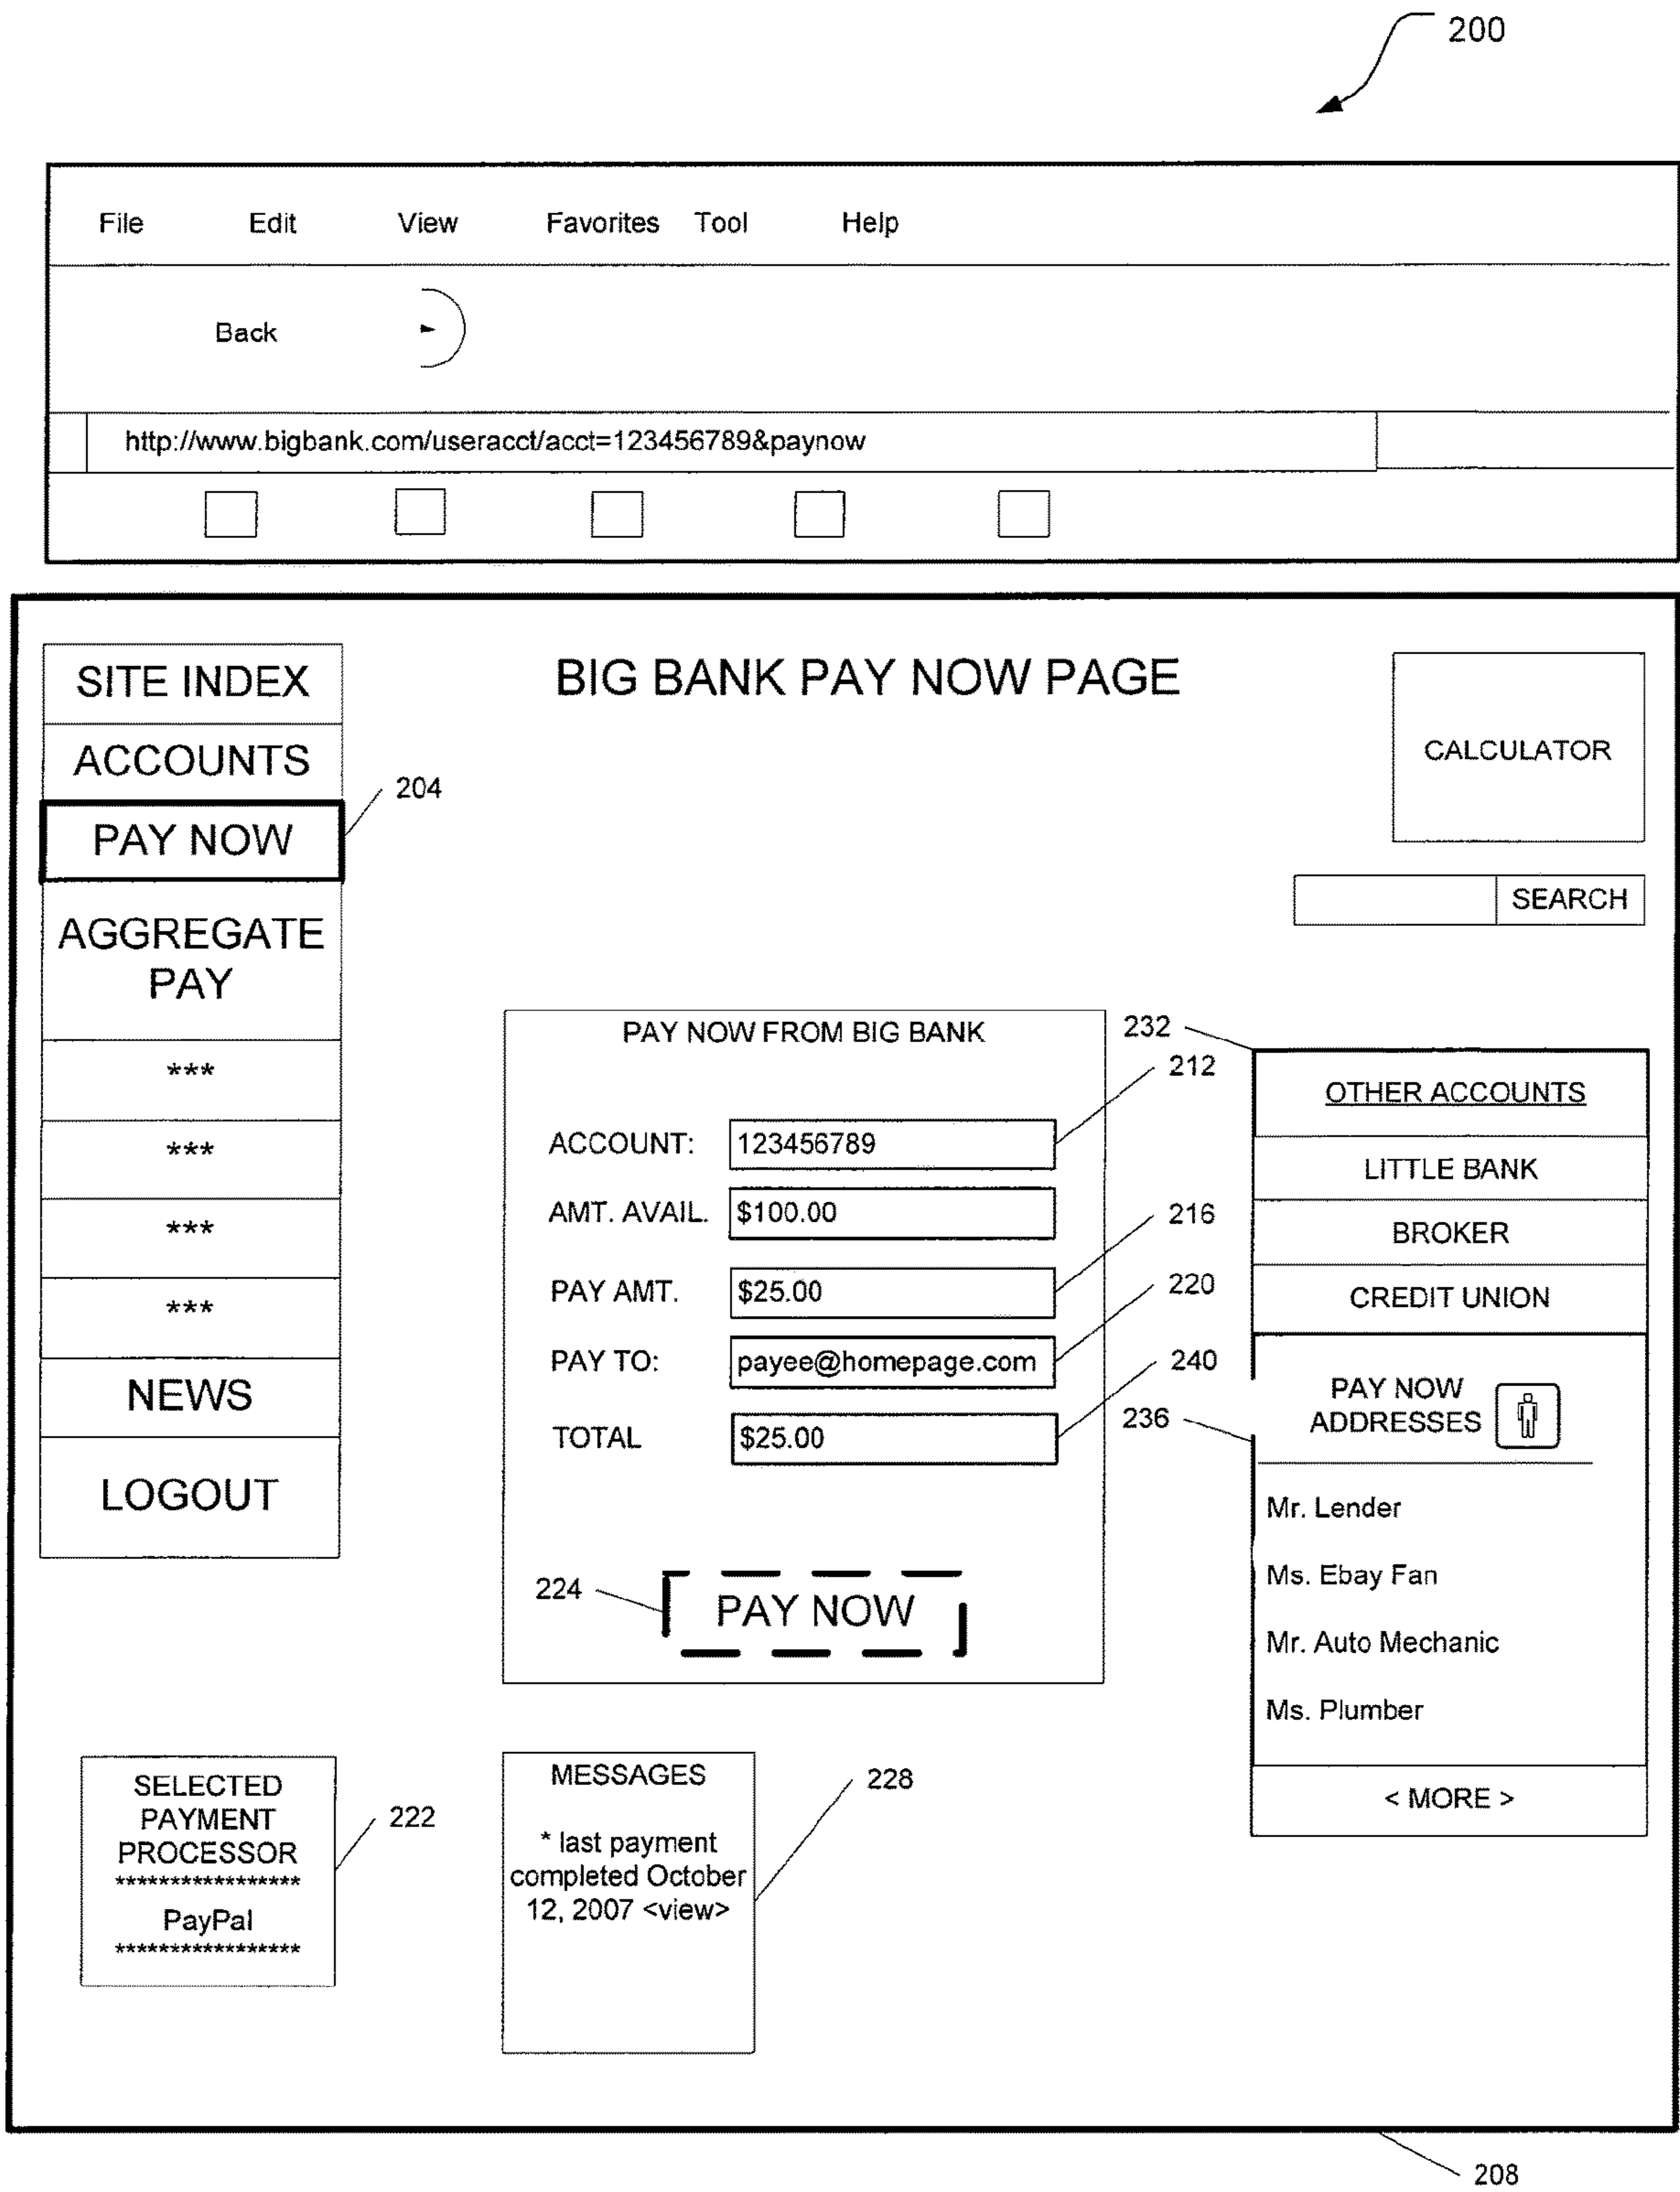 200
File Edit View Favorites Tool Help
Back
http://www.bigbank.com/useracct/acct=123456789&paynow
SITE INDEX
ACCOUNTS
PAY NOW
204
AGGREGATE
PAY
***
***
***
***
NEWS
LOGOUT
BIG BANK PAY NOW PAGE
CALCULATOR
SEARCH
PAY NOW FROM BIG BANK
ACCOUNT: 123456789
212
AMT. AVAIL. $100.00
PAY AMT. $25.00
216
PAY TO: payee@homepage.com
220
TOTAL $25.00
240
224
PAY NOW
232
OTHER ACCOUNTS
LITTLE BANK
BROKER
CREDIT UNION
236
PAY NOW
ADDRESSES
Mr. Lender
Ms. Ebay Fan
Mr. Auto Mechanic
Ms. Plumber
< MORE >
SELECTED
PAYMENT
PROCESSOR
*****************
PayPal
*****************
222
MESSAGES
* last payment
completed October
12, 2007 <view>
228
208